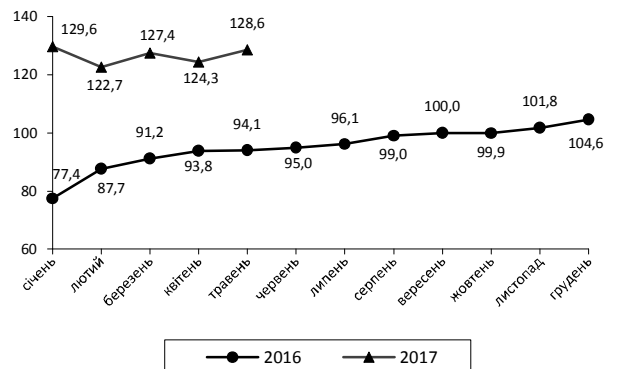 140
129,6
127,4
128,6
120
122,7
124,3
100
91,2
94,1
96,1
100,0
101,8
77,4
87,7
93,8
95,0
99,0
99,9
104,6
80
60
січень
лютий
березень
квітень
травень
червень
липень
серпень
вересень
жовтень
листопад
грудень
2016 2017